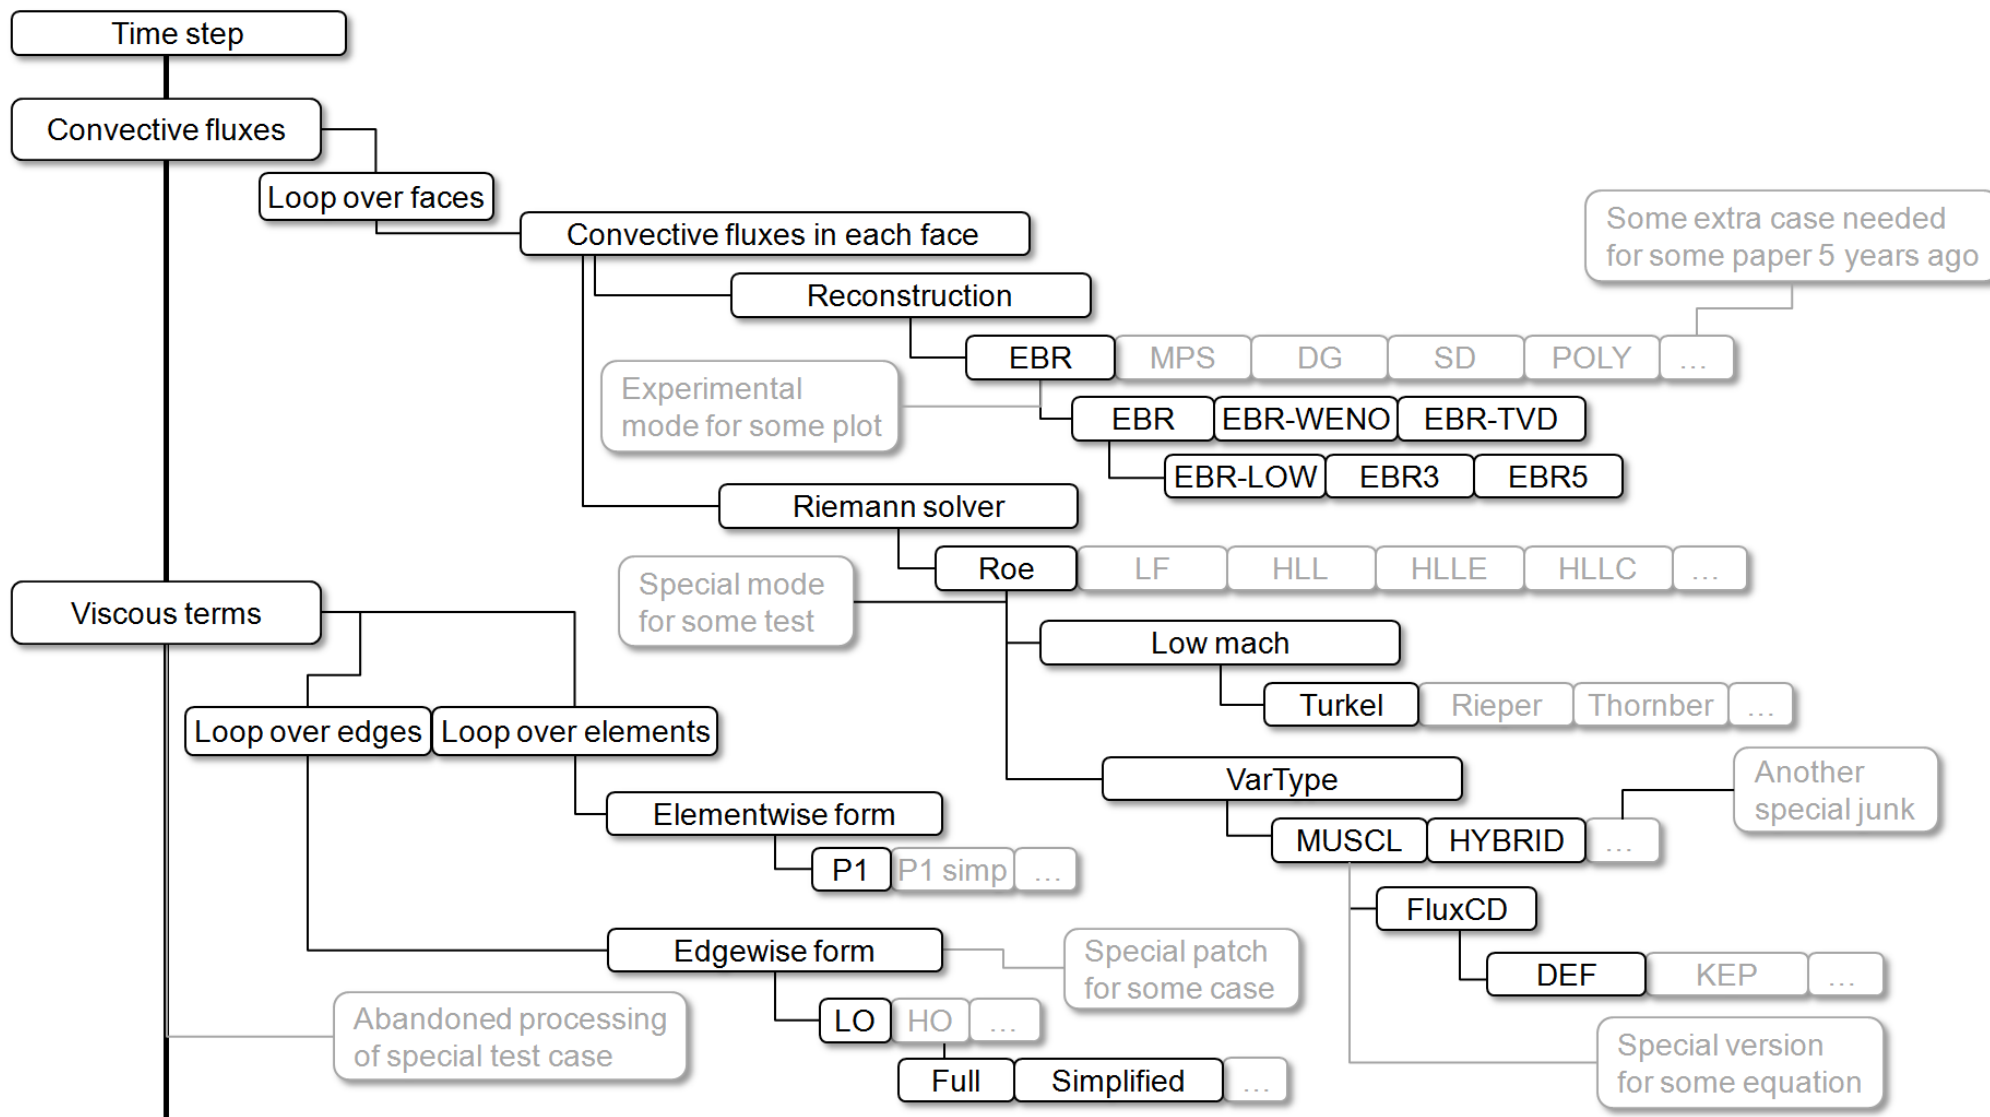 Time step
Convective fluxes
Loop over faces
Convective fluxes in each face
Some extra case needed
for some paper 5 years ago
Reconstruction
EBR MPS DG SD POLY ...
Experimental
mode for some plot
EBR EBR-WENO EBR-TVD
EBR-LOW EBR3 EBR5
Riemann solver
Roe LF HLL HLLE HLLC ...
Special mode
for some test
Viscous terms
Low mach
Turkel Rieper Thornber ...
Loop over edges Loop over elements
VarType
Another
special junk
Elementwise form
MUSCL HYBRID ...
P1 P1 simp ...
FluxCD
Edgewise form
Special patch
for some case
DEF KEP ...
Abandoned processing
of special test case
LO HO ...
Special version
for some equation
Full Simplified ...